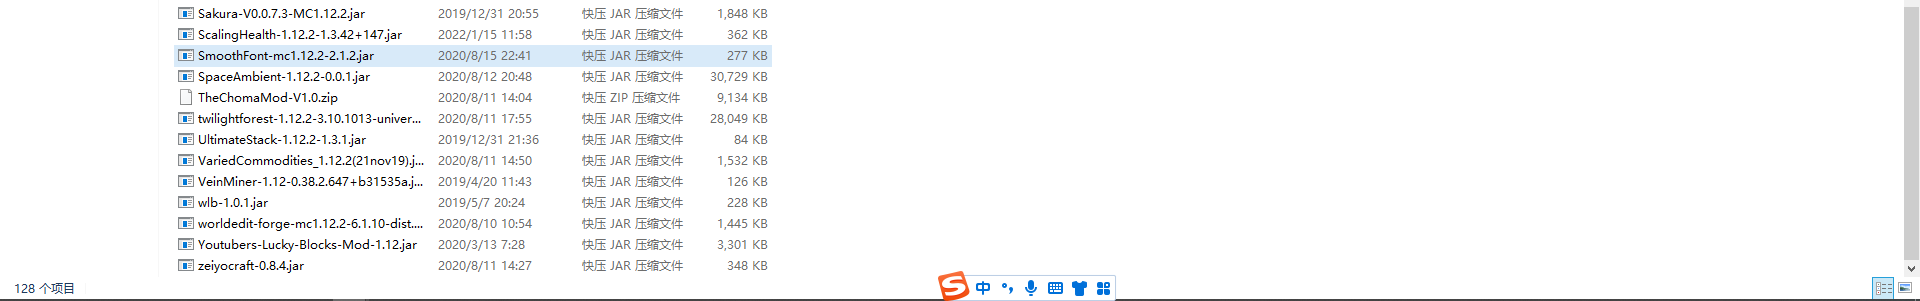 Sakura-V0.0.7.3-MC1.12.2.jar 2019/12/31 20:55 快压 JAR 压缩文件 1,848 KB
ScalingHealth-1.12.2-1.3.42+147.jar 2022/1/15 11:58 快压 JAR 压缩文件 362 KB
SmoothFont-mc1.12.2-2.1.2.jar 2020/8/15 22:41 快压 JAR 压缩文件 277 KB
SpaceAmbient-1.12.2-0.0.1.jar 2020/8/12 20:48 快压 JAR 压缩文件 30,729 KB
TheChomaMod-V1.0.zip 2020/8/11 14:04 快压 ZIP 压缩文件 9,134 KB
twilightforest-1.12.2-3.10.1013-univer... 2020/8/11 17:55 快压 JAR 压缩文件 28,049 KB
UltimateStack-1.12.2-1.3.1.jar 2019/12/31 21:36 快压 JAR 压缩文件 84 KB
VariedCommodities_1.12.2(21nov19).j... 2020/8/11 14:50 快压 JAR 压缩文件 1,532 KB
VeinMiner-1.12-0.38.2.647+b31535a.j... 2019/4/20 11:43 快压 JAR 压缩文件 126 KB
wlb-1.0.1.jar 2019/5/7 20:24 快压 JAR 压缩文件 228 KB
worldedit-forge-mc1.12.2-6.1.10-dist.... 2020/8/10 10:54 快压 JAR 压缩文件 1,445 KB
Youtubers-Lucky-Blocks-Mod-1.12.jar 2020/3/13 7:28 快压 JAR 压缩文件 3,301 KB
zeiyocraft-0.8.4.jar 2020/8/11 14:27 快压 JAR 压缩文件 348 KB
128 个项目 S 中